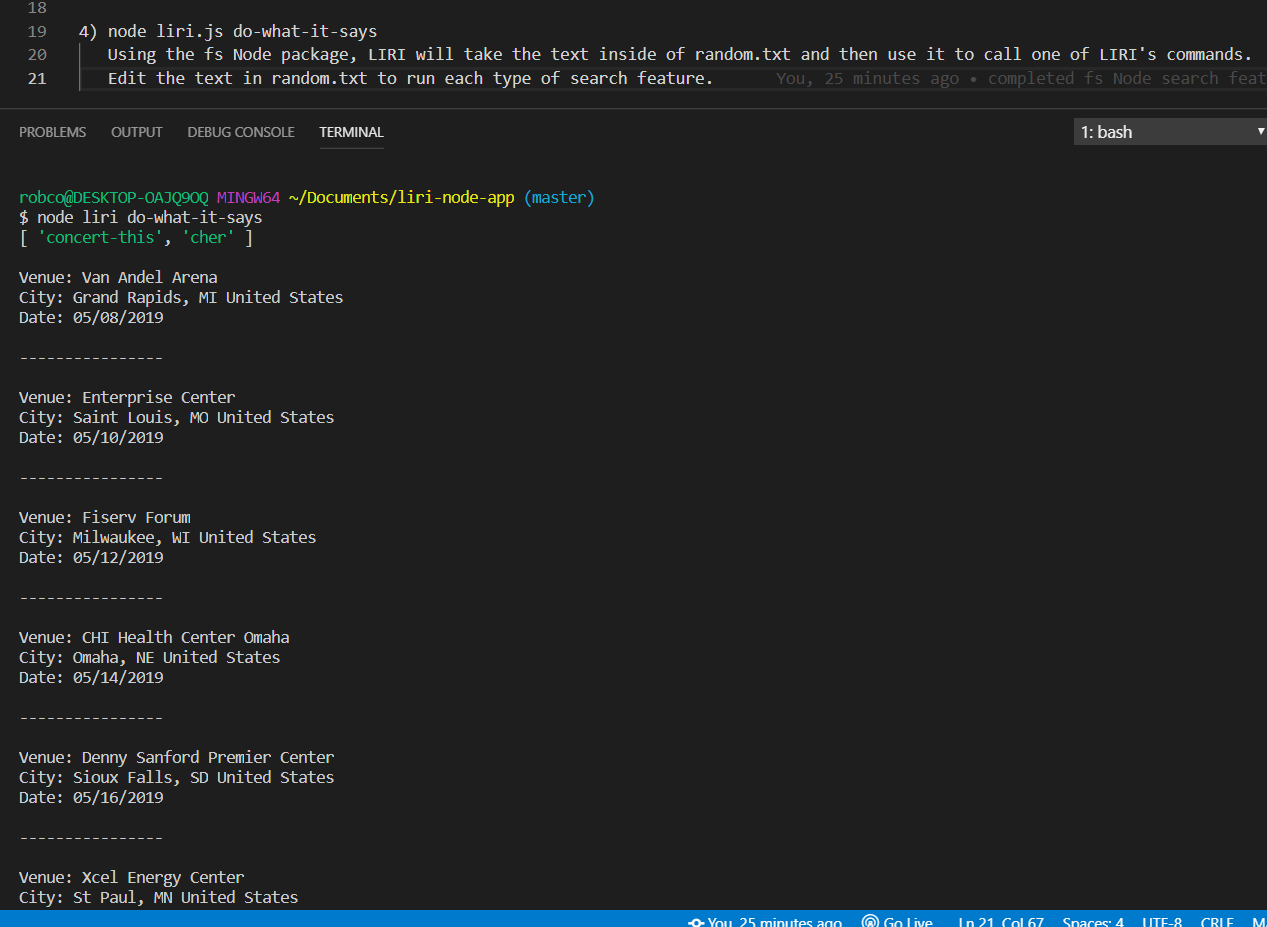 18
19 4) node liri.js do-what-it-says
20 Using the fs Node package, LIRI will take the text inside of random.txt and then use it to call one of LIRI's commands.
21 Edit the text in random.txt to run each type of search feature. You, 25 minutes ago • completed fs Node search feat
PROBLEMS OUTPUT DEBUG CONSOLE TERMINAL 1: bash
robco@DESKTOP-OAJQ9OQ MINGW64 ~/Documents/liri-node-app (master)
$ node liri do-what-it-says
[ 'concert-this', 'cher' ]
Venue: Van Andel Arena
City: Grand Rapids, MI United States
Date: 05/08/2019
----------------
Venue: Enterprise Center
City: Saint Louis, MO United States
Date: 05/10/2019
----------------
Venue: Fiserv Forum
City: Milwaukee, WI United States
Date: 05/12/2019
----------------
Venue: CHI Health Center Omaha
City: Omaha, NE United States
Date: 05/14/2019
----------------
Venue: Denny Sanford Premier Center
City: Sioux Falls, SD United States
Date: 05/16/2019
----------------
Venue: Xcel Energy Center
City: St Paul, MN United States
You, 25 minutes ago Go Live Ln 21, Col 67 Spaces: 4 UTF-8 CRLF M